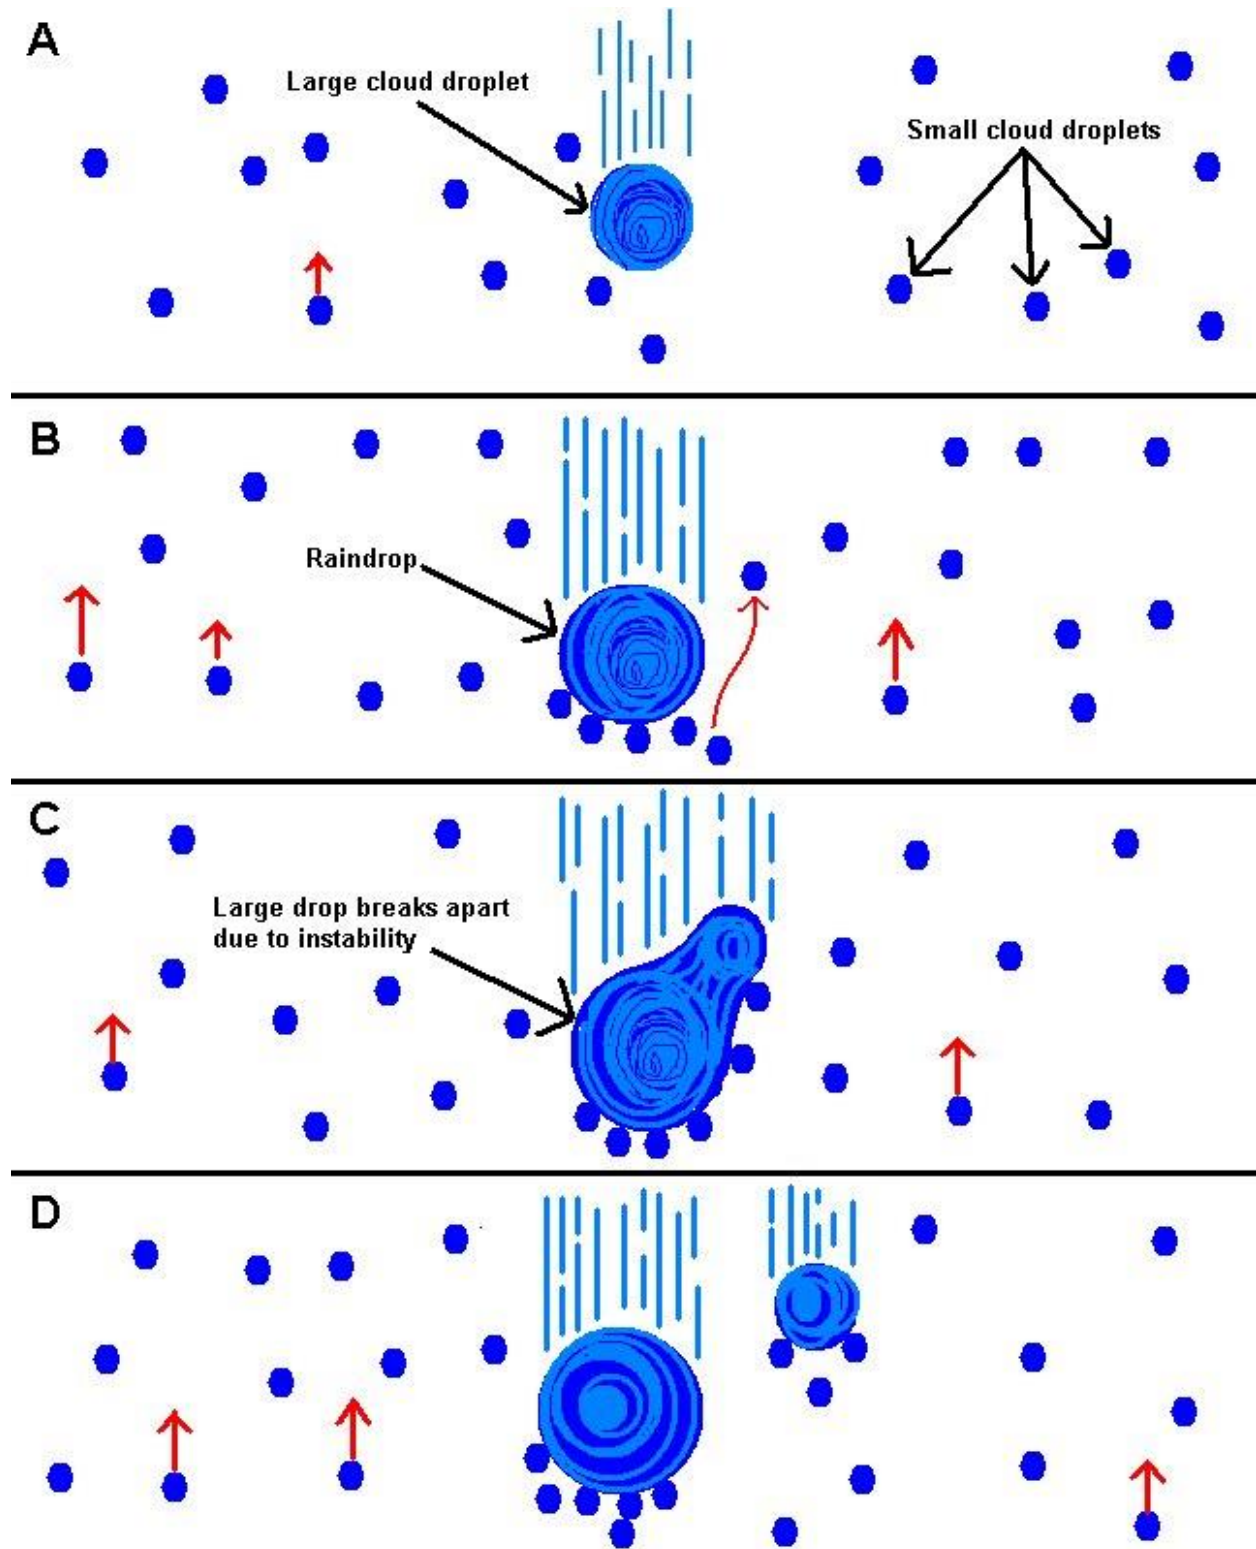 A
Large cloud droplet
Small cloud droplets
B
Raindrop
C
Large drop breaks apart
due to instability
D